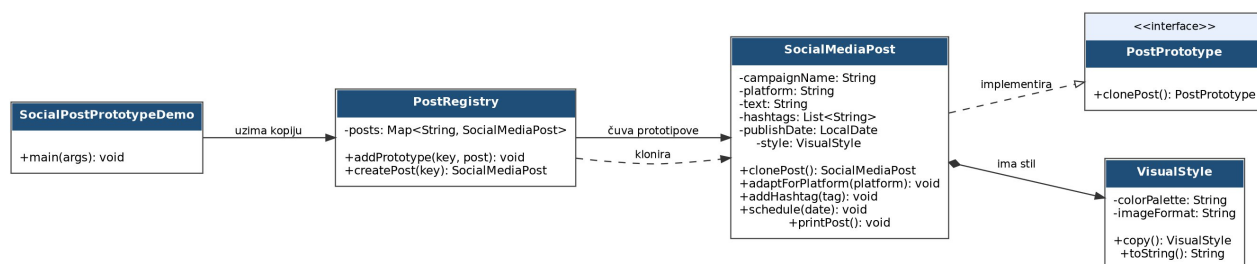 SocialPostPrototypeDemo
+main(args): void
uzima kopiju
PostRegistry
-posts: Map<String, SocialMediaPost>
+addPrototype(key, post): void
+createPost(key): SocialMediaPost
čuva prototipove
klonira
SocialMediaPost
-campaignName: String
-platform: String
-text: String
-hashtags: List<String>
-publishDate: LocalDate
-style: VisualStyle
+clonePost(): SocialMediaPost
+adaptForPlatform(platform): void
+addHashtag(tag): void
+schedule(date): void
+printPost(): void
implementira
ima stil
<<interface>>
PostPrototype
+clonePost(): PostPrototype
VisualStyle
-colorPalette: String
-imageFormat: String
+copy(): VisualStyle
+toString(): String